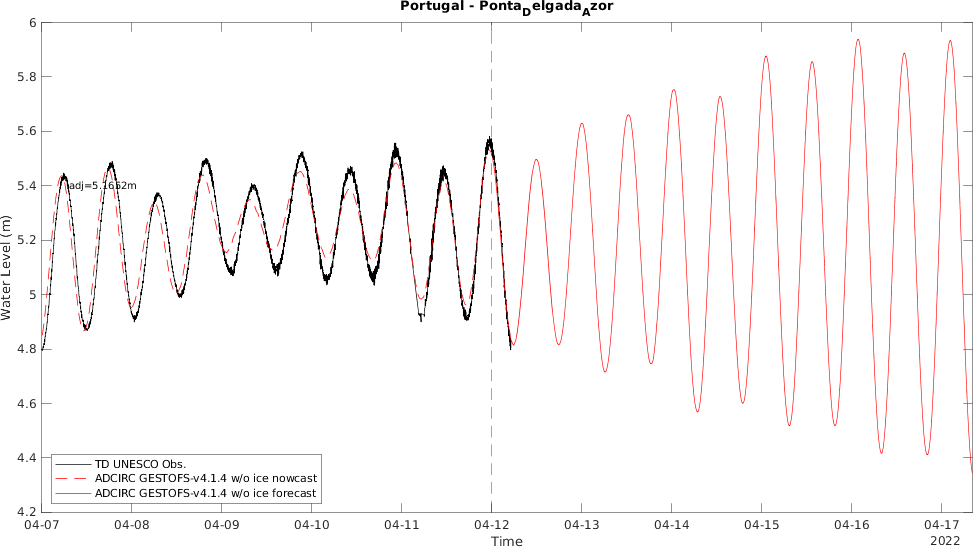 Portugal - PontaDelgadaAzor
6
5.8
5.6
5.4
5.2
5
4.8
4.6
4.4
4.2
Water Level (m)
adj=5.1662m
TD UNESCO Obs.
ADCIRC GESTOFS-v4.1.4 w/o ice nowcast
ADCIRC GESTOFS-v4.1.4 w/o ice forecast
04-07 04-08 04-09 04-10 04-11 04-12 04-13 04-14 04-15 04-16 04-17
Time 2022